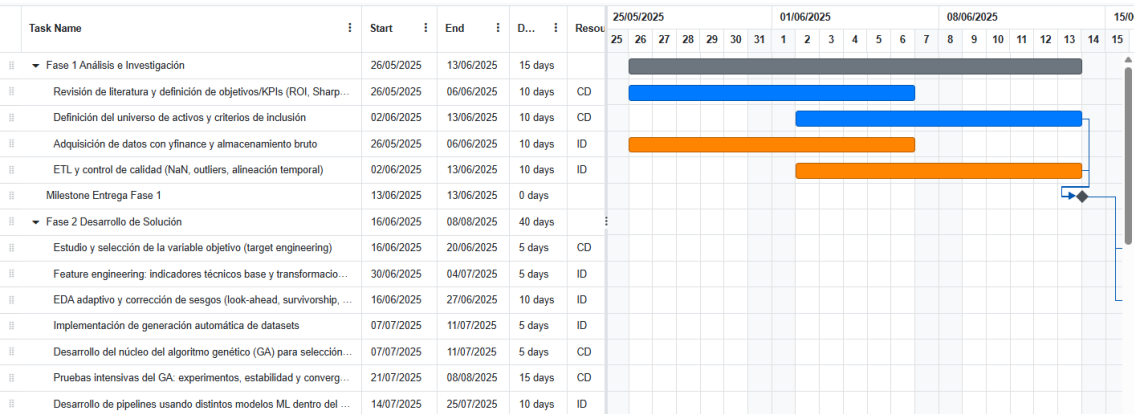 Task Name Start End D... Resou 25/05/2025 01/06/2025 08/06/2025 15/0
25 26 27 28 29 30 31 1 2 3 4 5 6 7 8 9 10 11 12 13 14 15
Fase 1 Análisis e Investigación 26/05/2025 13/06/2025 15 days
Revisión de literatura y definición de objetivos/KPIs (ROI, Sharp... 26/05/2025 06/06/2025 10 days CD
Definición del universo de activos y criterios de inclusión 02/06/2025 13/06/2025 10 days CD
Adquisición de datos con yfinance y almacenamiento bruto 26/05/2025 06/06/2025 10 days ID
ETL y control de calidad (NaN, outliers, alineación temporal) 02/06/2025 13/06/2025 10 days ID
Milestone Entrega Fase 1 13/06/2025 13/06/2025 0 days
Fase 2 Desarrollo de Solución 16/06/2025 08/08/2025 40 days
Estudio y selección de la variable objetivo (target engineering) 16/06/2025 20/06/2025 5 days CD
Feature engineering: indicadores técnicos base y transformacio... 30/06/2025 04/07/2025 5 days ID
EDA adaptivo y corrección de sesgos (look-ahead, survivorship, ... 16/06/2025 27/06/2025 10 days ID
Implementación de generación automática de datasets 07/07/2025 11/07/2025 5 days ID
Desarrollo del núcleo del algoritmo genético (GA) para selección... 07/07/2025 11/07/2025 5 days CD
Pruebas intensivas del GA: experimentos, estabilidad y converg... 21/07/2025 08/08/2025 15 days CD
Desarrollo de pipelines usando distintos modelos ML dentro del ... 14/07/2025 25/07/2025 10 days ID